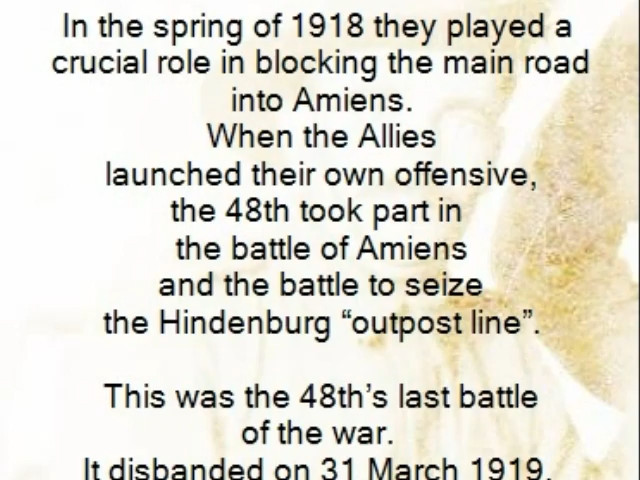 In the spring of 1918 they played a
crucial role in blocking the main road
into Amiens.
When the Allies
launched their own offensive,
the 48th took part in
the battle of Amiens
and the battle to seize
the Hindenburg “outpost line”.
This was the 48th’s last battle
of the war.
It disbanded on 31 March 1919.